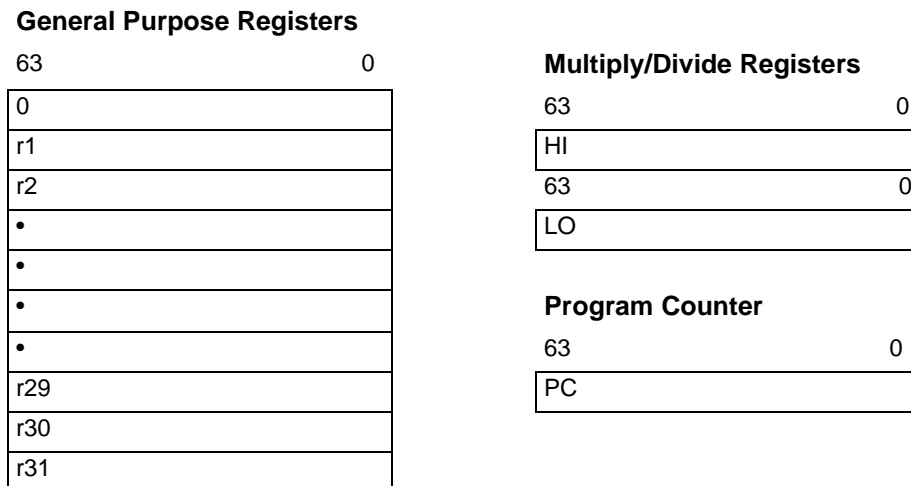 General Purpose Registers
63 0
0
r1
r2
•
•
•
•
r29
r30
r31
Multiply/Divide Registers
63 0
HI
63 0
LO
Program Counter
63 0
PC